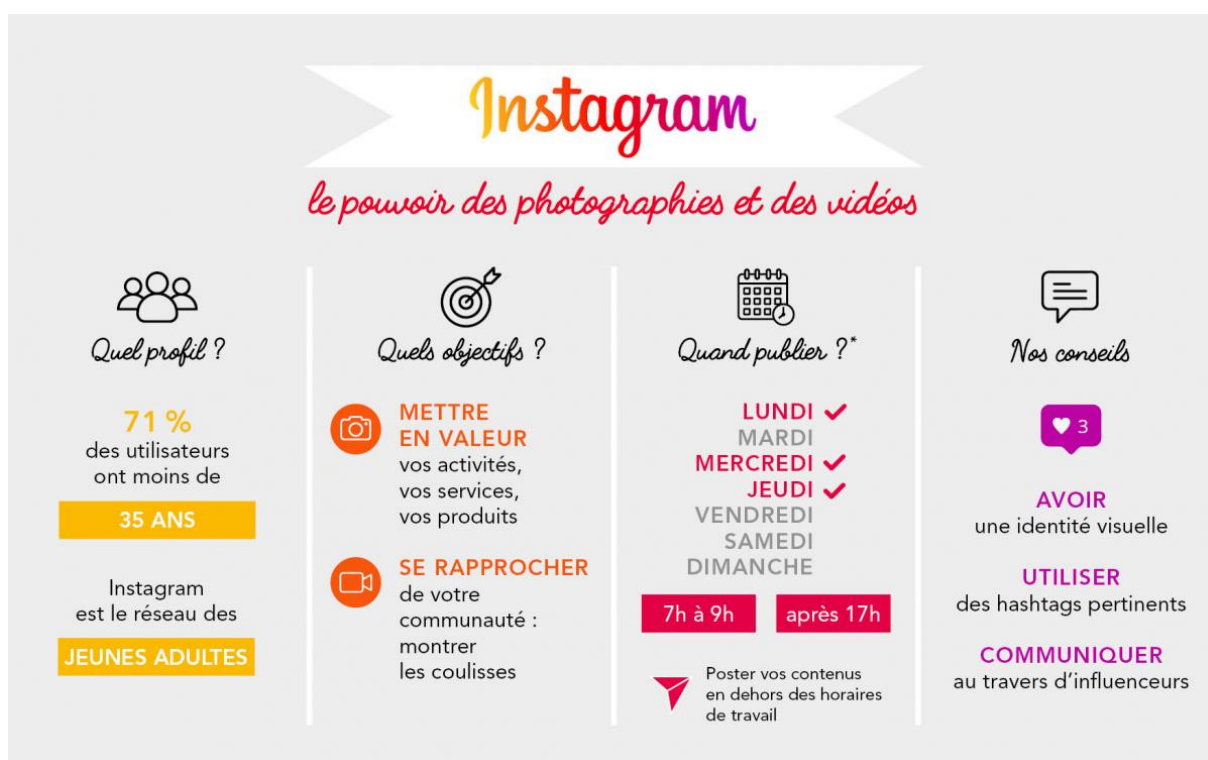 Instagram
le pouvoir des photographies et des vidéos
Quel profil ?
71 %
des utilisateurs
ont moins de
35 ANS
Instagram
est le réseau des
JEUNES ADULTES
Quels objectifs ?
METTRE
EN VALEUR
vos activités,
vos services,
vos produits
SE RAPPROCHER
de votre
communauté :
montrer
les coulisses
Quand publier ?*
LUNDI ✓
MARDI
MERCREDI ✓
JEUDI ✓
VENDREDI
SAMEDI
DIMANCHE
7h à 9h
après 17h
Poster vos contenus
en dehors des horaires
de travail
Nos conseils
3
AVOIR
une identité visuelle
UTILISER
des hashtags pertinents
COMMUNIQUER
au travers d'influenceurs